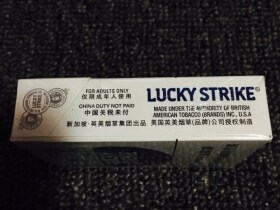 LUCKY
STRIKE
FOR ADULTS ONLY
仅限成年人使用
CHINA DUTY NOT PAID
中国关税未付
新加坡·英美烟草集团出品
LUCKY STRIKE
MADE UNDER THE AUTHORITY OF BRITISH
AMERICAN TOBACCO (BRANDS) INC., U.S.A
美国英美烟草(品牌)公司授权制造